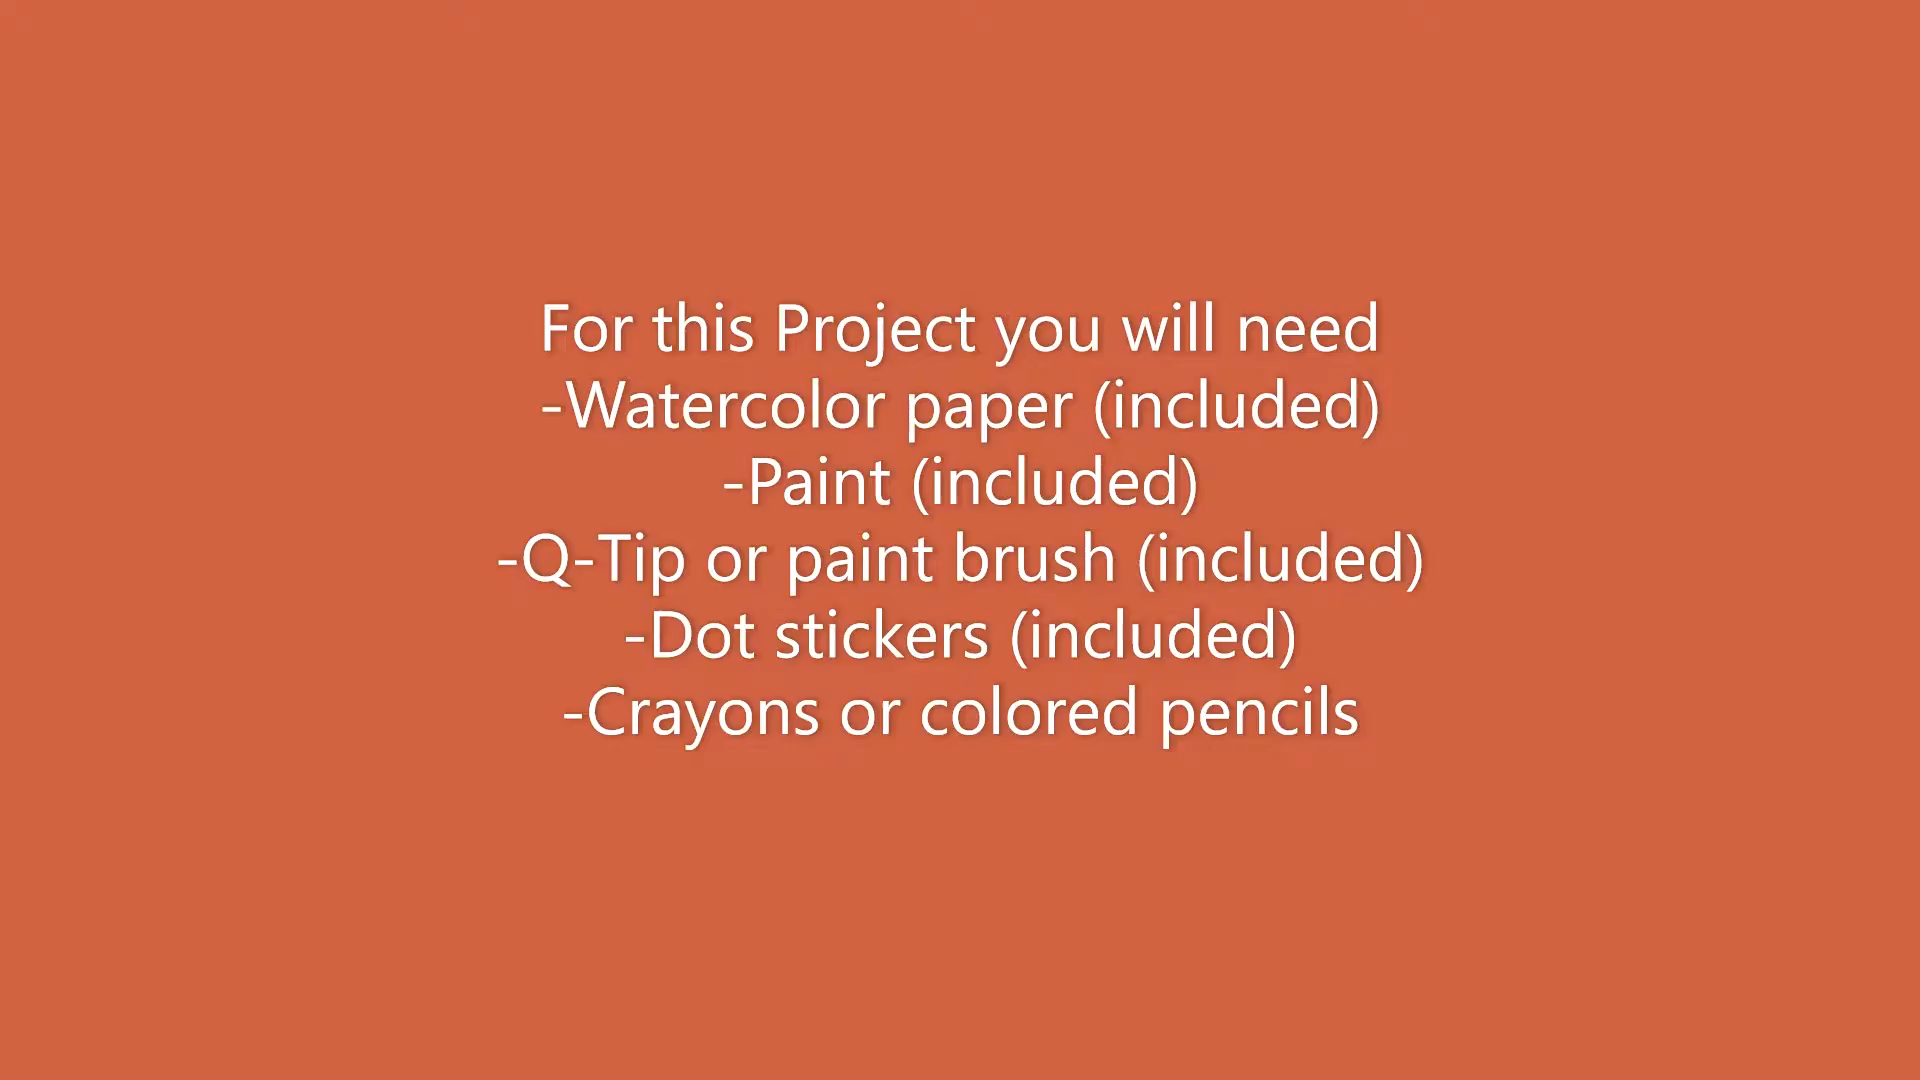 For this Project you will need
-Watercolor paper (included)
-Paint (included)
-Q-Tip or paint brush (included)
-Dot stickers (included)
-Crayons or colored pencils